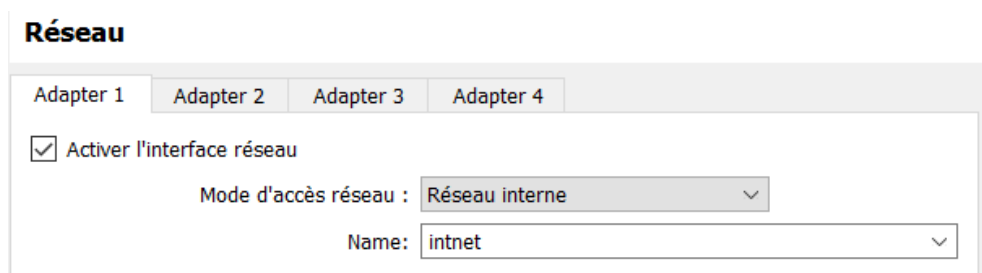 Réseau
Adapter 1 Adapter 2 Adapter 3 Adapter 4
Activer l'interface réseau
Mode d'accès réseau : Réseau interne
Name: intnet